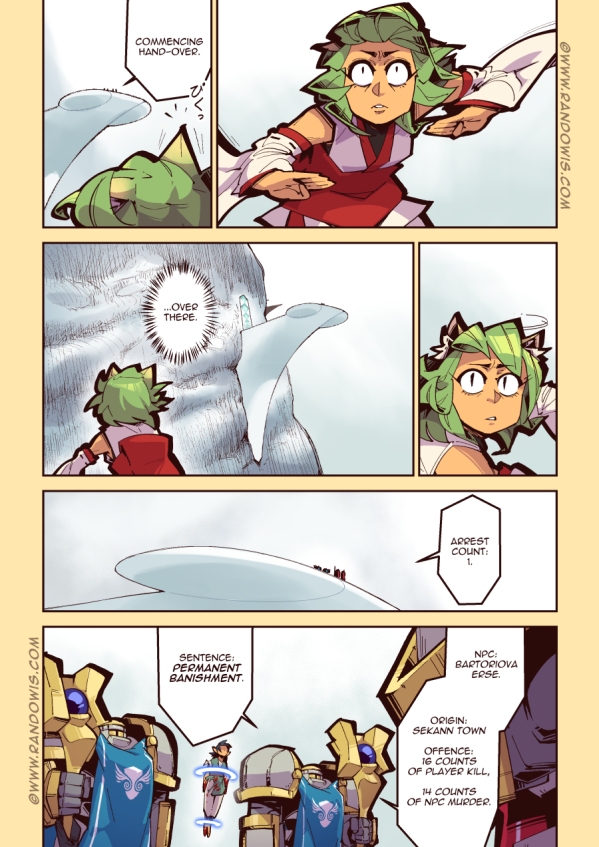 COMMENCING
HAND-OVER.
びくっ
©WWW.RANDOWIS.COM
...OVER
THERE.
ARREST
COUNT:
1.
SENTENCE:
PERMANENT
BANISHMENT.
NPC:
BARTORIOVA
ERSE.
ORIGIN:
SEKANN TOWN
OFFENCE:
16 COUNTS
OF PLAYER KILL,
14 COUNTS
OF NPC MURDER.
©WWW.RANDOWIS.COM